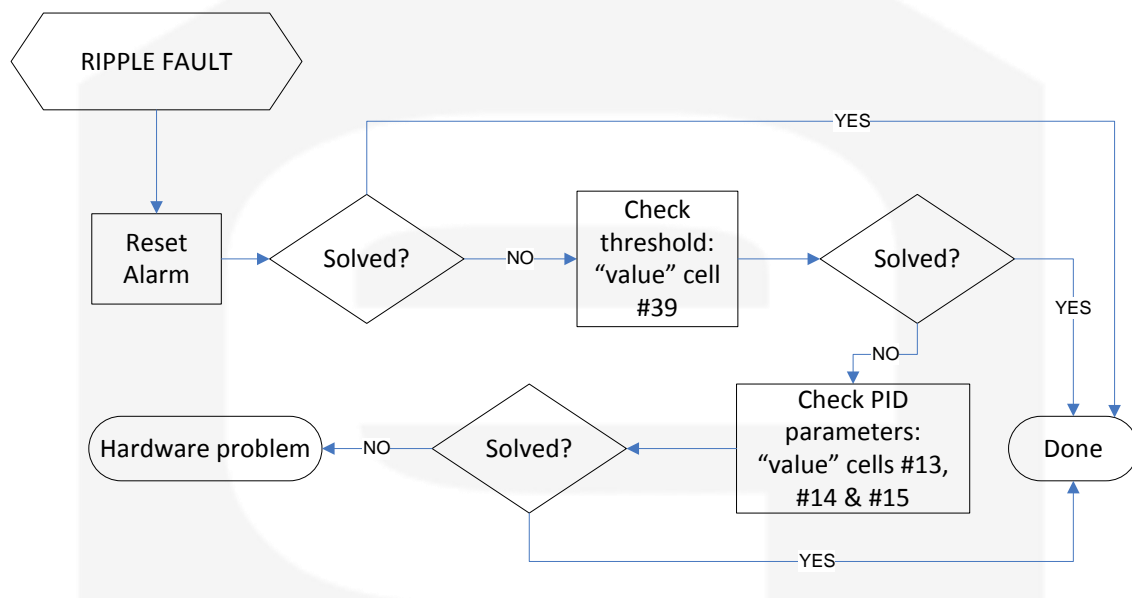 RIPPLE FAULT
YES
Reset
Alarm
Solved?
NO
Check
threshold:
“value” cell
#39
Solved?
YES
NO
Check PID
parameters:
“value” cells #13,
#14 & #15
Solved?
NO
Hardware problem
Done
YES